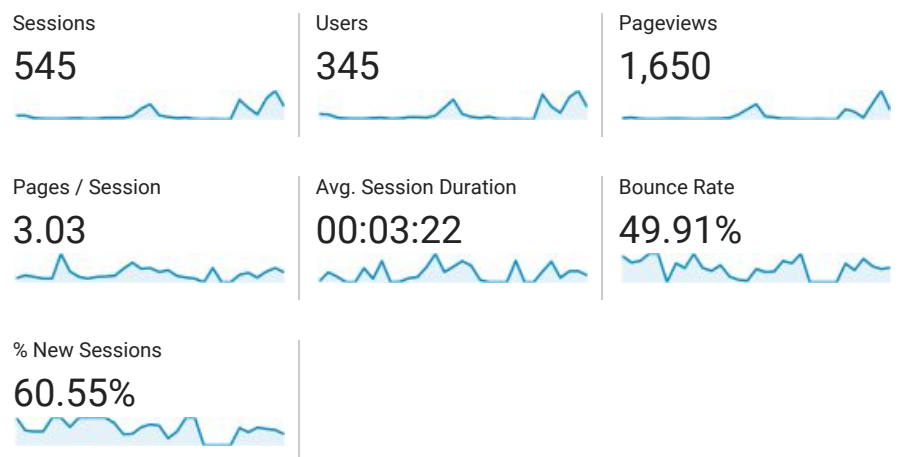 Sessions
545
Users
345
Pageviews
1,650
Pages / Session
3.03
Avg. Session Duration
00:03:22
Bounce Rate
49.91%
% New Sessions
60.55%